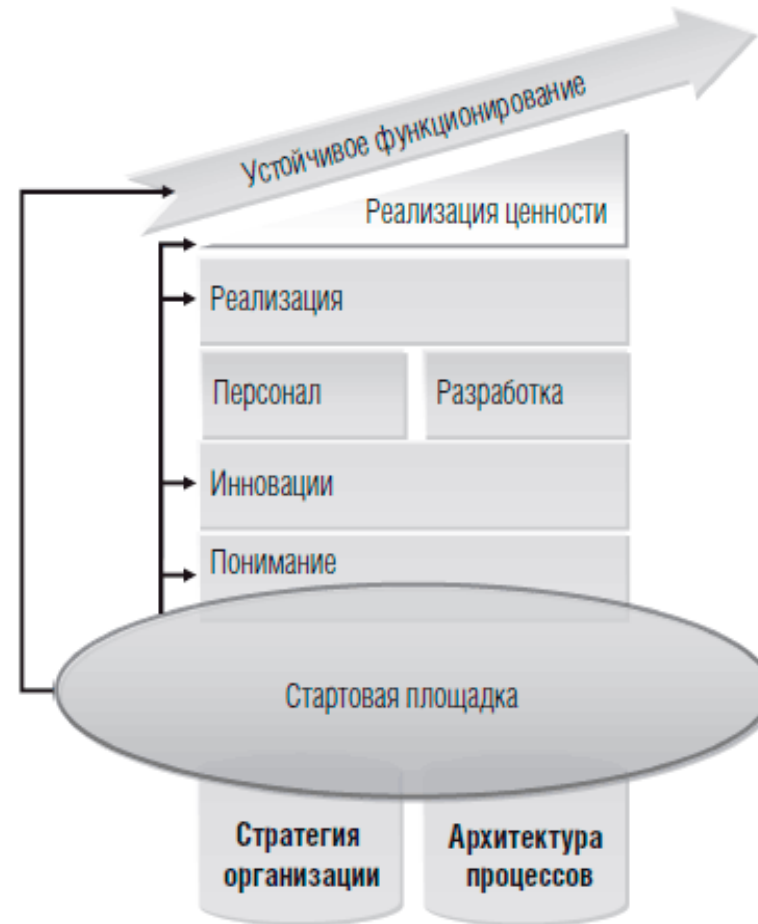 Устойчивое функционирование
Реализация ценности
Реализация
Персонал
Разработка
Инновации
Понимание
Стартовая площадка
Стратегия
организации
Архитектура
процессов